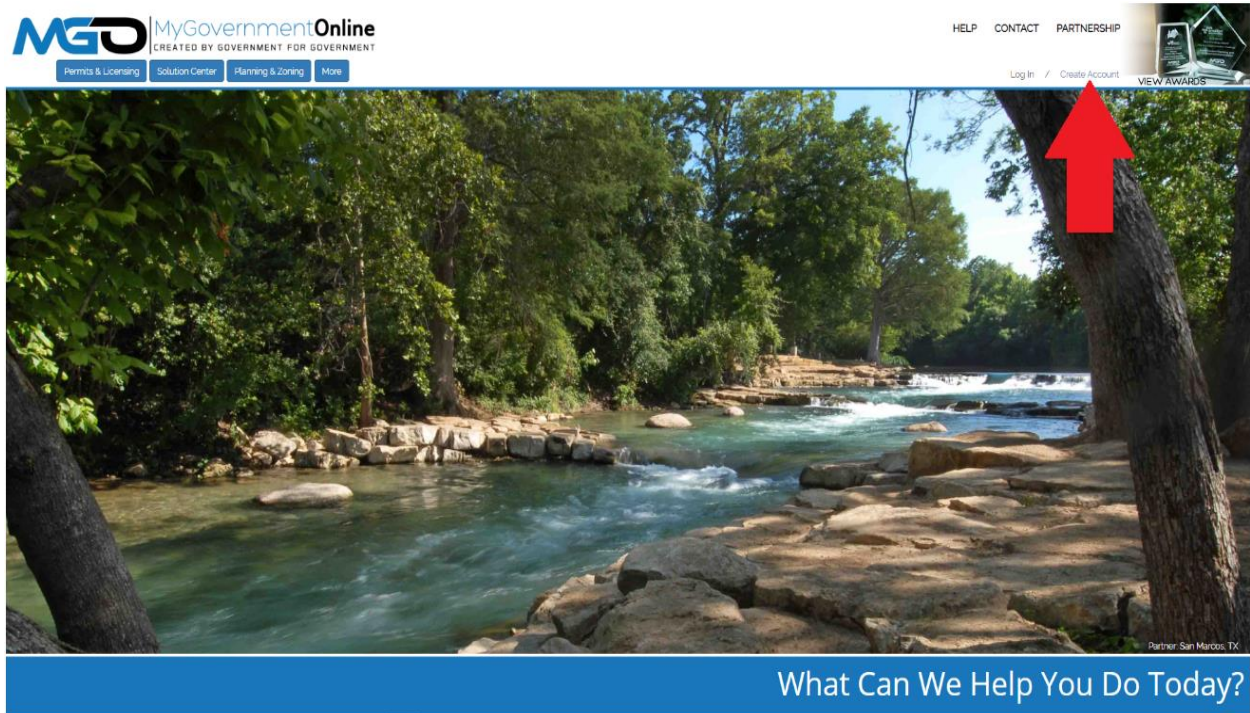 MGO MyGovernmentOnline
CREATED BY GOVERNMENT FOR GOVERNMENT
HELP CONTACT PARTNERSHIP
Permits & Licensing Solution Center Planning & Zoning More
Log In / Create Account
VIEW AWARDS
Partner: San Marcos, TX
What Can We Help You Do Today?